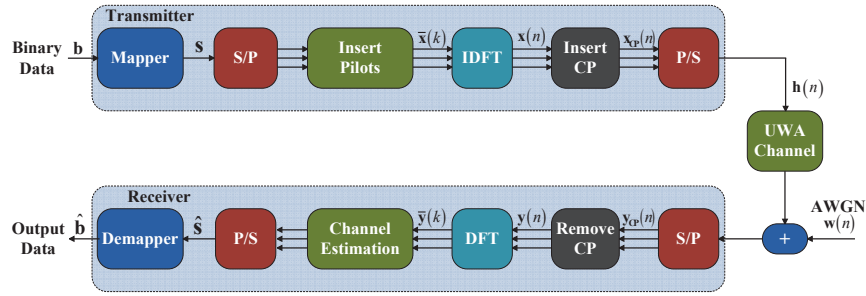 Transmitter
Binary
Data
b
Mapper
s
S/P
Insert
Pilots
x̄(k)
IDFT
x(n)
Insert
CP
x_CP(n)
P/S
h(n)
UWA
Channel
AWGN
w(n)
+
Receiver
Output
Data
b̂
Demapper
ŝ
P/S
Channel
Estimation
ȳ(k)
DFT
y(n)
Remove
CP
y_CP(n)
S/P